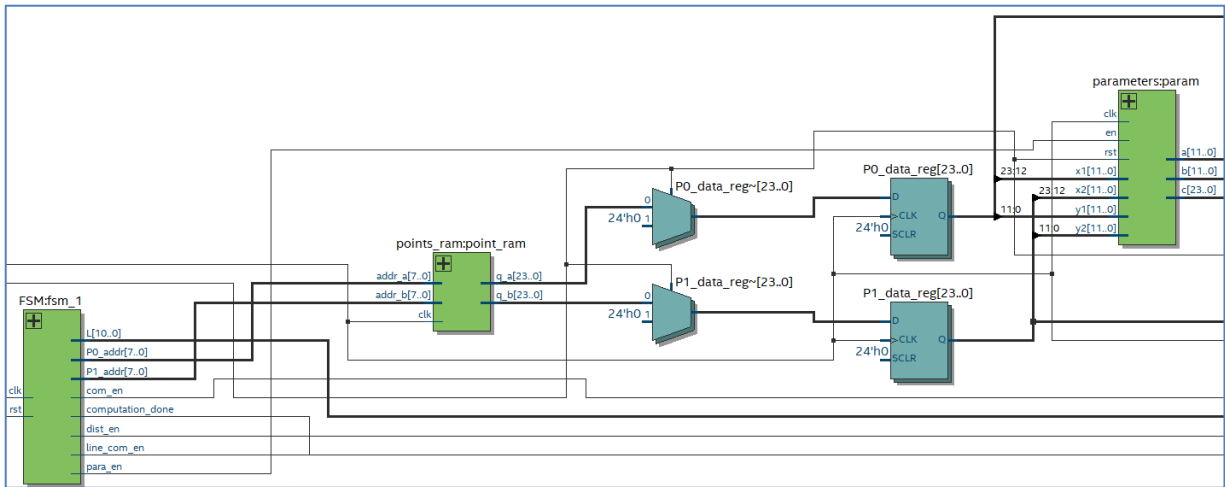 FSM:fsm_1
clk
rst
L[10..0]
P0_addr[7..0]
P1_addr[7..0]
com_en
computation_done
dist_en
line_com_en
para_en
points_ram:point_ram
addr_a[7..0]
addr_b[7..0]
clk
q_a[23..0]
q_b[23..0]
P0_data_reg~[23..0]
0
24'h0 1
P1_data_reg~[23..0]
0
24'h0 1
P0_data_reg[23..0]
D
CLK
24'h0
SCLR
Q
P1_data_reg[23..0]
D
CLK
24'h0
SCLR
Q
parameters:param
clk
en
rst
23:12 x1[11..0]
23:12 x2[11..0]
11:0 y1[11..0]
11:0 y2[11..0]
a[11..0]
b[11..0]
c[23..0]